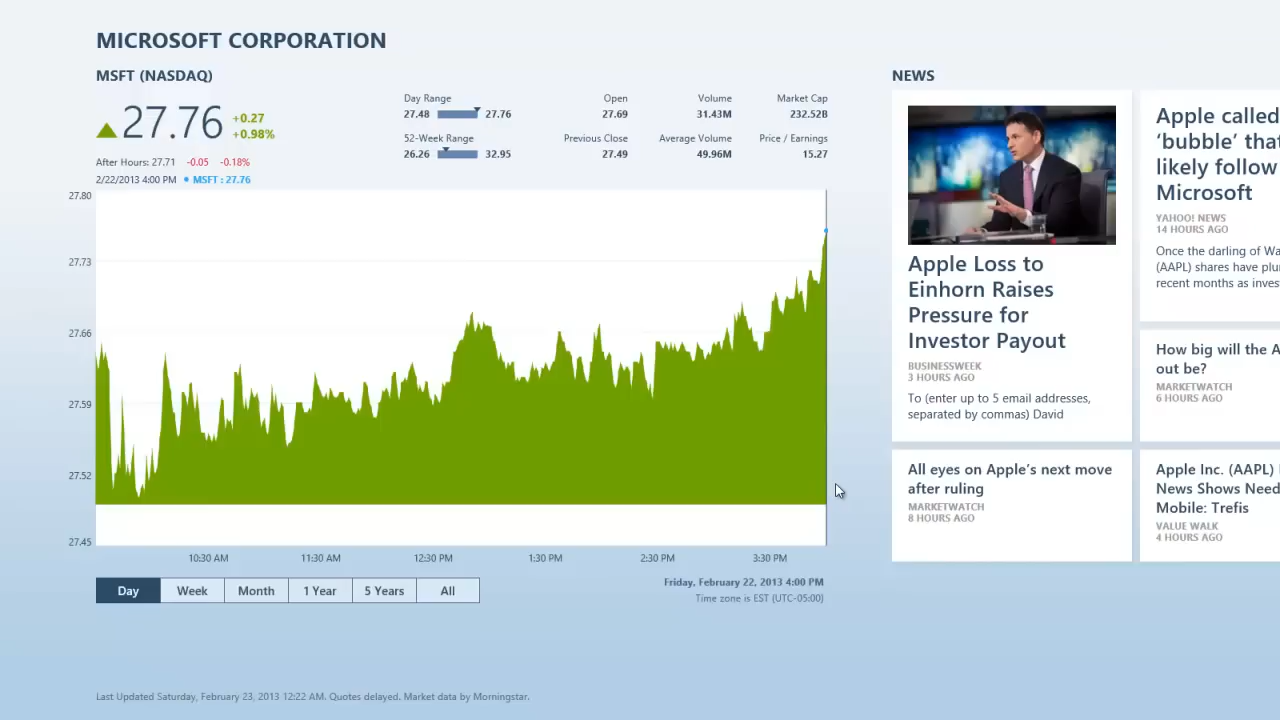 MICROSOFT CORPORATION
MSFT (NASDAQ)
27.76
+0.27
+0.98%
After Hours: 27.71 -0.05 -0.18%
2/22/2013 4:00 PM • MSFT : 27.76
Day Range
27.48 27.76
52-Week Range
26.26 32.95
Open
27.69
Previous Close
27.49
Volume
31.43M
Average Volume
49.96M
Market Cap
232.52B
Price / Earnings
15.27
27.80
27.73
27.66
27.59
27.52
27.45
10:30 AM 11:30 AM 12:30 PM 1:30 PM 2:30 PM 3:30 PM
Day Week Month 1 Year 5 Years All
Friday, February 22, 2013 4:00 PM
Time zone is EST (UTC-05:00)
Last Updated Saturday, February 23, 2013 12:22 AM. Quotes delayed. Market data by Morningstar.
NEWS
Apple Loss to
Einhorn Raises
Pressure for
Investor Payout
BUSINESSWEEK
3 HOURS AGO
To (enter up to 5 email addresses,
separated by commas) David
All eyes on Apple's next move
after ruling
MARKETWATCH
8 HOURS AGO
Apple called
'bubble' that
likely follow
Microsoft
YAHOO! NEWS
14 HOURS AGO
Once the darling of
(AAPL) shares have
recent months as
How big will the
out be?
MARKETWATCH
6 HOURS AGO
Apple Inc. (AAPL)
News Shows Need
Mobile: Trefis
VALUE WALK
4 HOURS AGO